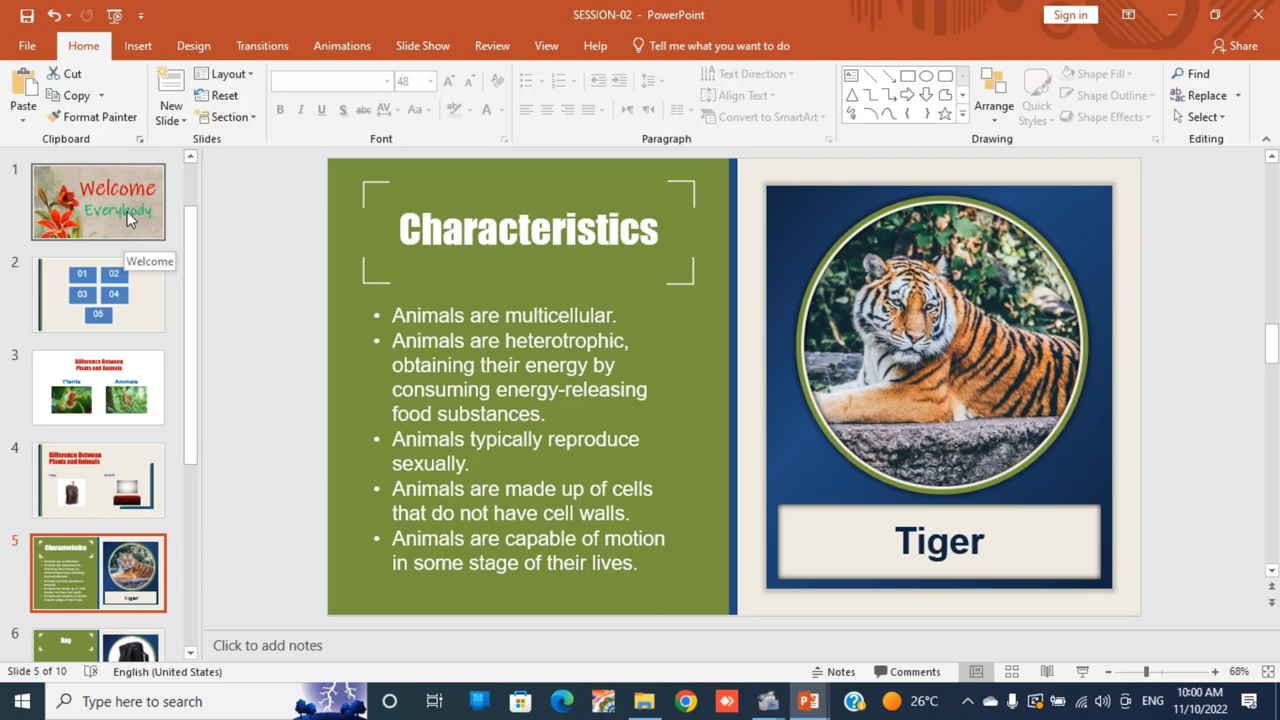 SESSION-02 - PowerPoint
Sign in
File
Home
Insert
Design
Transitions
Animations
Slide Show
Review
View
Help
Tell me what you want to do
Share
Paste
Cut
Copy
Format Painter
Clipboard
New
Slide
Layout
Reset
Section
Slides
48
B I U S abc AV Aa A
Font
Text Direction
Align Text
Convert to SmartArt
Paragraph
Arrange
Quick
Styles
Shape Fill
Shape Outline
Shape Effects
Drawing
Find
Replace
Select
Editing
1
Welcome
Everybody
Welcome
2
01 02
03 04
05
3
Difference Between
Plants and Animals
Plants Animals
4
Difference Between
Plants and Animals
5
Characteristics
Tiger
6
Bag
Characteristics
• Animals are multicellular.
• Animals are heterotrophic,
obtaining their energy by
consuming energy-releasing
food substances.
• Animals typically reproduce
sexually.
• Animals are made up of cells
that do not have cell walls.
• Animals are capable of motion
in some stage of their lives.
Tiger
Click to add notes
Slide 5 of 10
English (United States)
Notes
Comments
68%
Type here to search
26°C
ENG
10:00 AM
11/10/2022